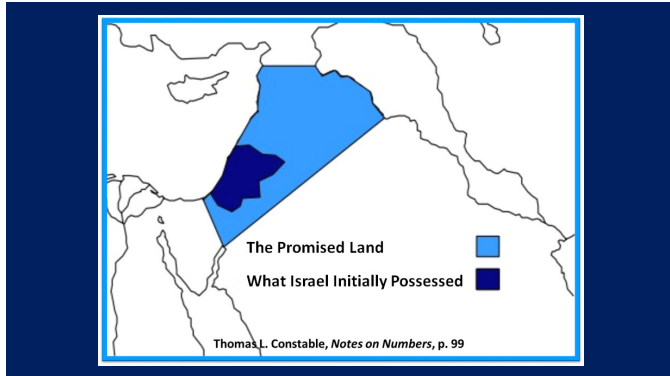 The Promised Land
What Israel Initially Possessed
Thomas L. Constable, Notes on Numbers, p. 99